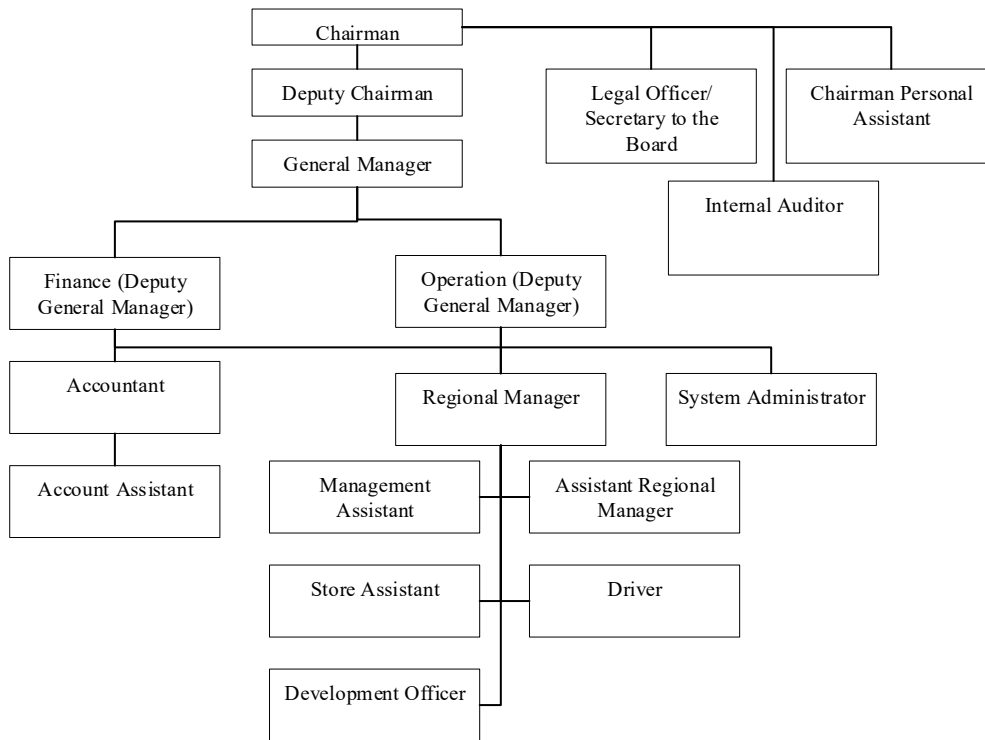 Chairman
Deputy Chairman
Legal Officer/
Secretary to the
Board
Chairman Personal
Assistant
General Manager
Internal Auditor
Finance (Deputy
General Manager)
Operation (Deputy
General Manager)
Accountant
Regional Manager
System Administrator
Account Assistant
Management
Assistant
Assistant Regional
Manager
Store Assistant
Driver
Development Officer